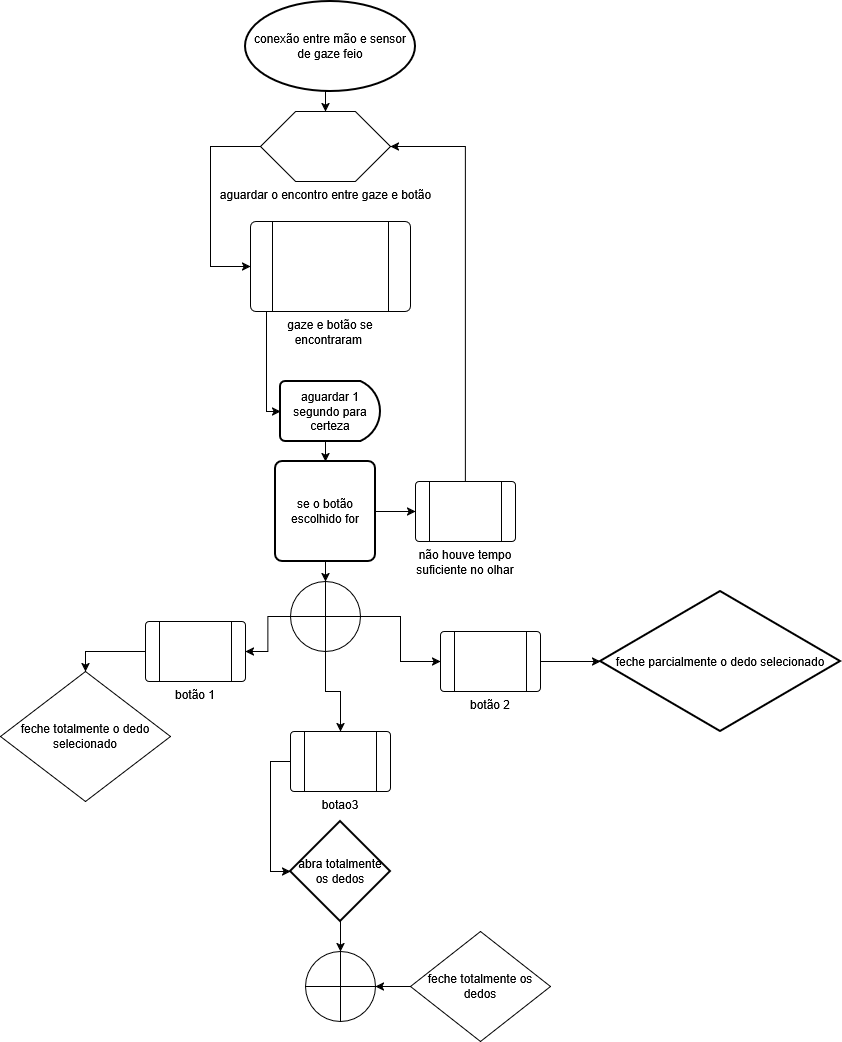 conexão entre mão e sensor
de gaze feio
aguardar o encontro entre gaze e botão
gaze e botão se
encontraram
aguardar 1
segundo para
certeza
se o botão
escolhido for
não houve tempo
suficiente no olhar
botão 1
feche totalmente o dedo
selecionado
botão 2
feche parcialmente o dedo selecionado
botao3
abra totalmente
os dedos
feche totalmente os
dedos